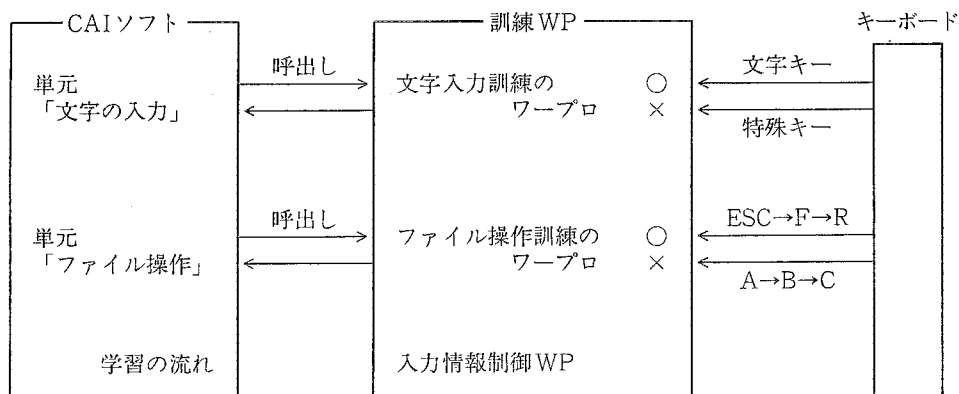 CAIソフト
訓練WP
キーボード
呼出し
文字キー
単元
文字入力訓練の
○
「文字の入力」
ワープロ
×
特殊キー
呼出し
ESC→F→R
単元
ファイル操作訓練の
○
「ファイル操作」
ワープロ
×
A→B→C
学習の流れ
入力情報制御WP